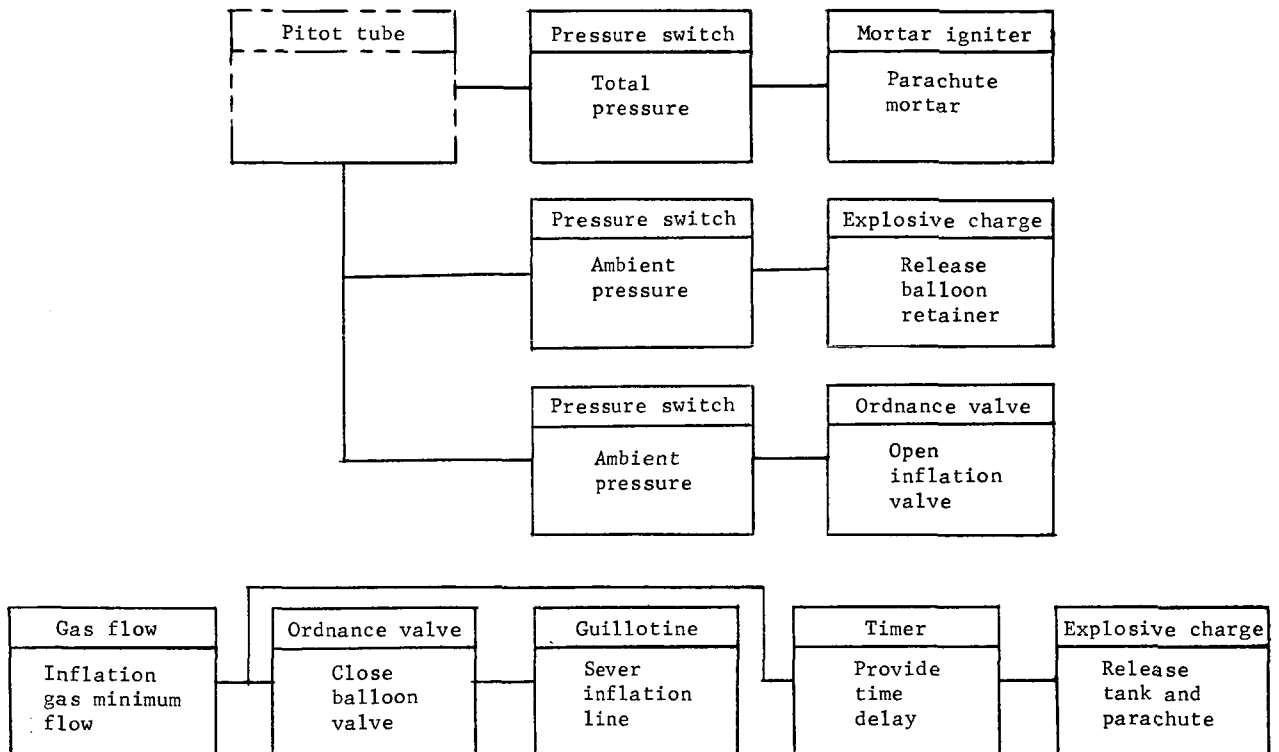 Pitot tube
Pressure switch
Total
pressure
Mortar igniter
Parachute
mortar
Pressure switch
Ambient
pressure
Explosive charge
Release
balloon
retainer
Pressure switch
Ambient
pressure
Ordnance valve
Open
inflation
valve
Gas flow
Inflation
gas minimum
flow
Ordnance valve
Close
balloon
valve
Guillotine
Sever
inflation
line
Timer
Provide
time
delay
Explosive charge
Release
tank and
parachute